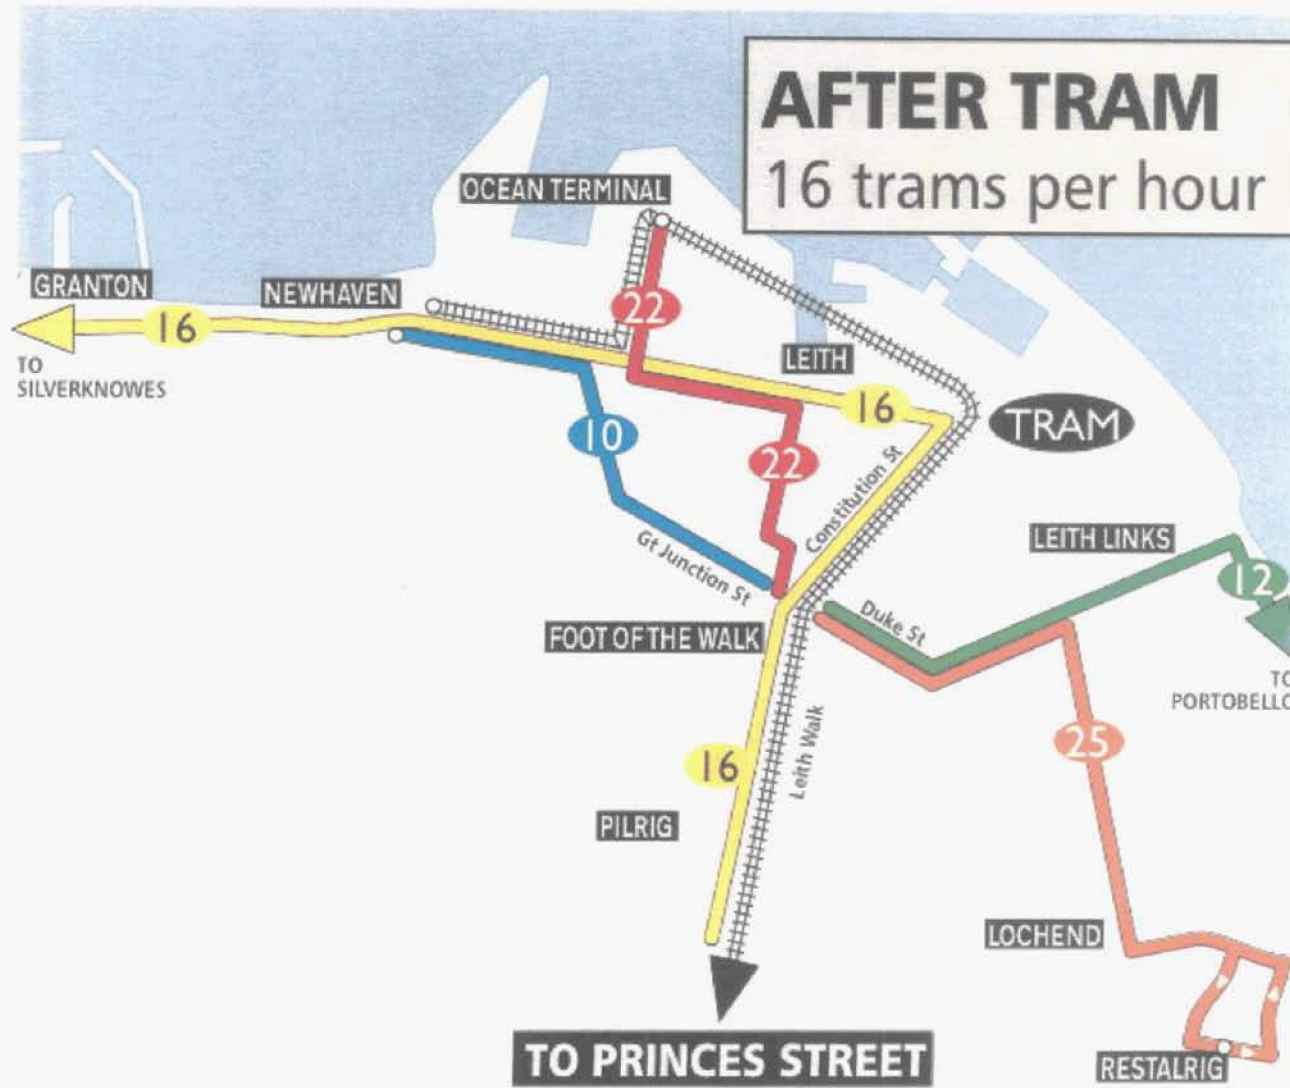 AFTER TRAM
16 trams per hour
OCEAN TERMINAL
GRANTON
NEWHAVEN
22
16
TO
SILVERKNOWES
LEITH
16
TRAM
10
22
Constitution St
LEITH LINKS
Gt Junction St
12
Duke St
FOOT OF THE WALK
TO
PORTOBELLO
Leith Walk
25
16
PILRIG
LOCHEND
TO PRINCES STREET
RESTALRIG